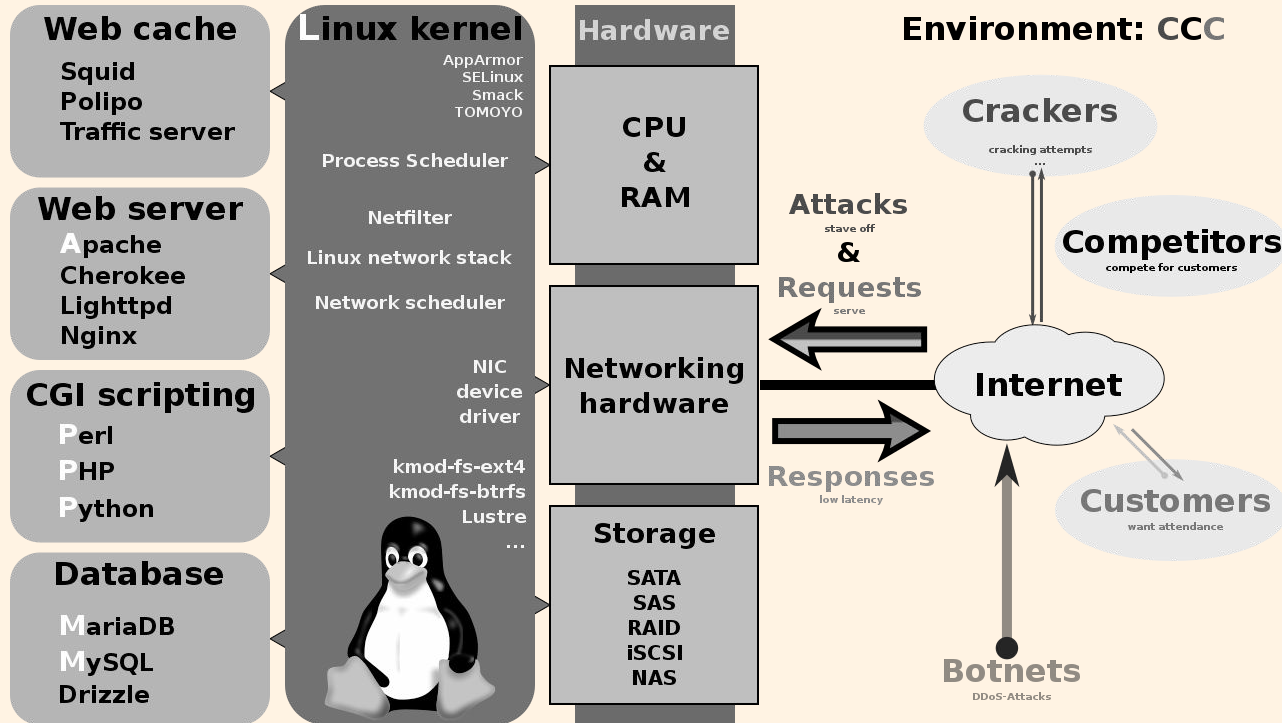 Web cache
Squid
Polipo
Traffic server
Web server
Apache
Cherokee
Lighttpd
Nginx
CGI scripting
Perl
PHP
Python
Database
MariaDB
MySQL
Drizzle
Linux kernel
AppArmor
SELinux
Smack
TOMOYO
Process Scheduler
Netfilter
Linux network stack
Network scheduler
NIC
device
driver
kmod-fs-ext4
kmod-fs-btrfs
Lustre
...
Hardware
CPU
&
RAM
Networking
hardware
Storage
SATA
SAS
RAID
iSCSI
NAS
Attacks
stave off
&
Requests
serve
Responses
low latency
Environment: CCC
Crackers
cracking attempts
...
Competitors
compete for customers
Internet
Customers
want attendance
Botnets
DDoS-Attacks